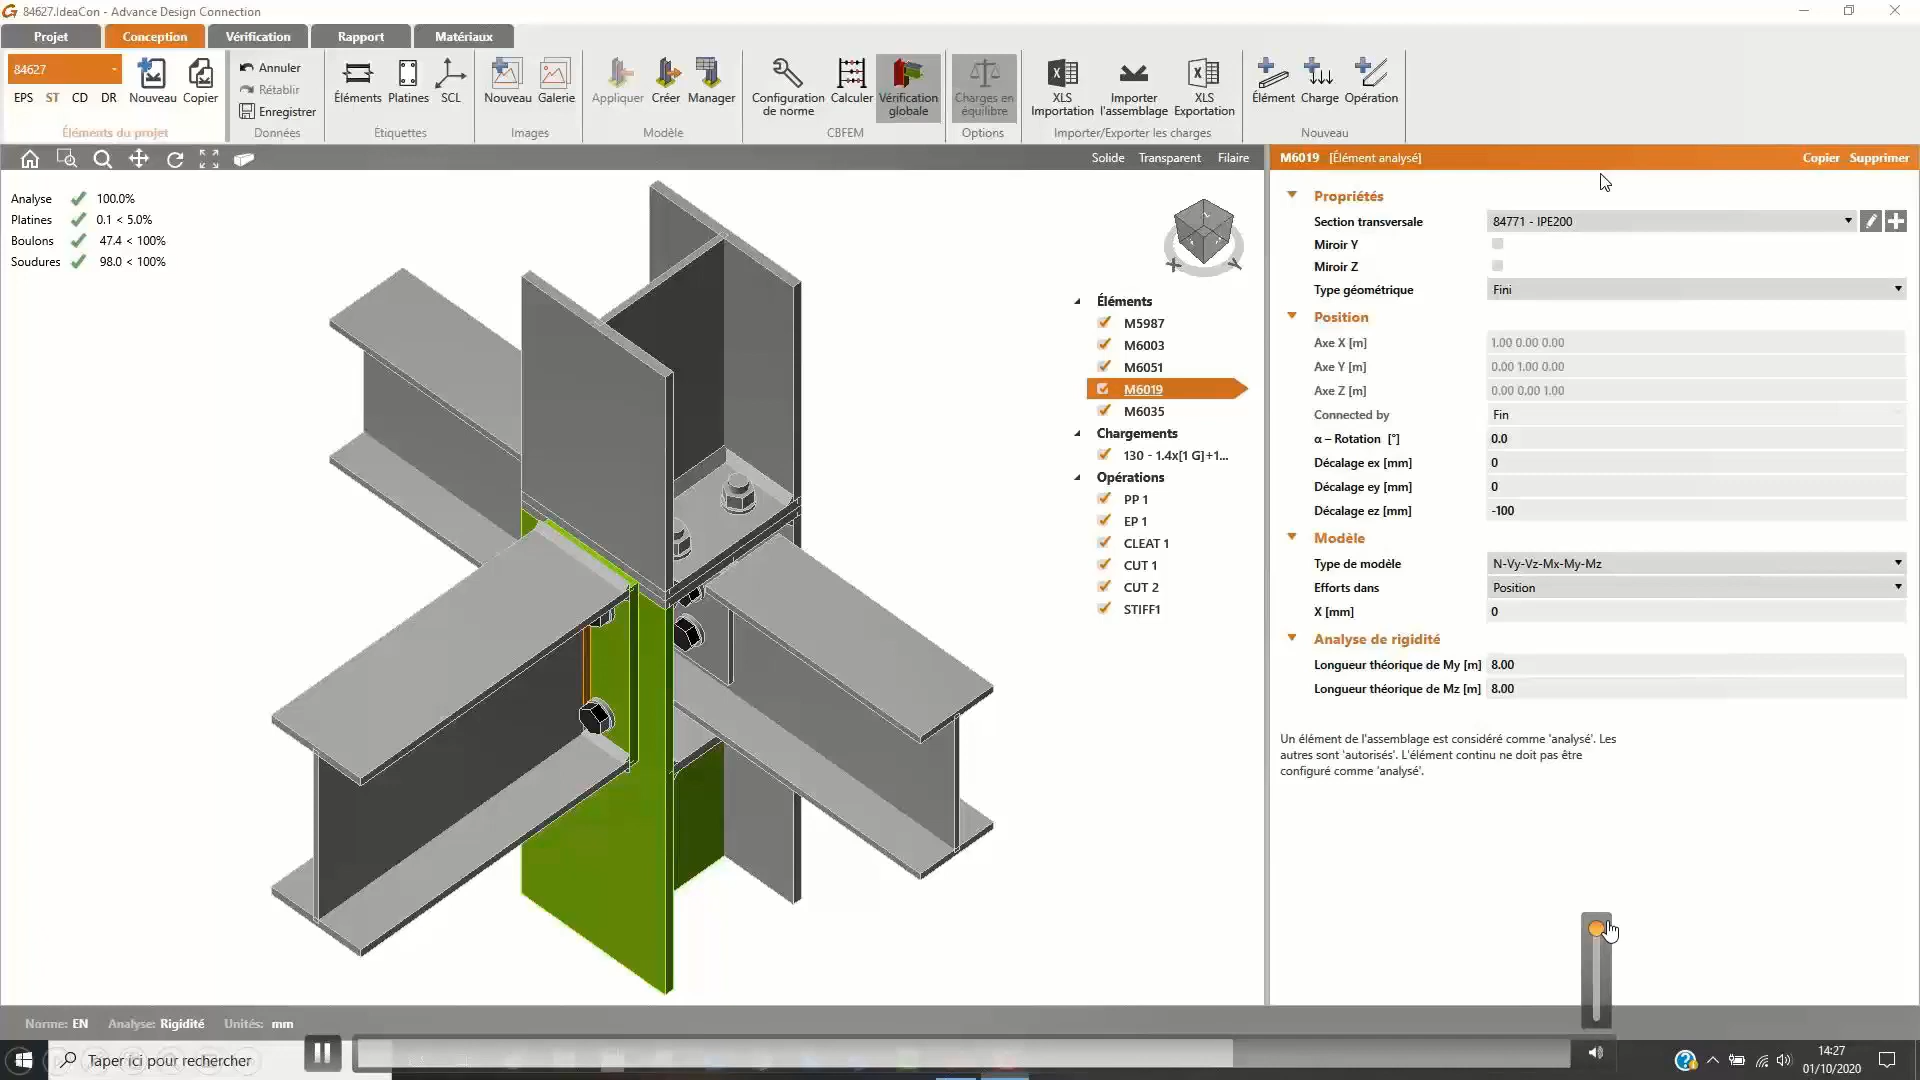 84627.IdeaCon - Advance Design Connection
Projet
Conception
Vérification
Rapport
Matériaux
84627
EPS ST CD DR
Nouveau
Copier
Éléments du projet
Annuler
Rétablir
Enregistrer
Données
Éléments
Platines
SCL
Étiquettes
Nouveau
Galerie
Images
Appliquer
Créer
Manager
Modèle
Configuration de norme
Calculer
Vérification globale
CBFEM
Charges en équilibre
Options
XLS Importation
Importer l'assemblage
XLS Exportation
Importer/Exporter les charges
Élément
Charge
Opération
Nouveau
Solide Transparent Filaire
Analyse 100.0%
Platines 0.1 < 5.0%
Boulons 47.4 < 100%
Soudures 98.0 < 100%
Éléments
M5987
M6003
M6051
M6019
M6035
Chargements
130 - 1.4x[1 G]+1...
Opérations
PP 1
EP 1
CLEAT 1
CUT 1
CUT 2
STIFF1
M6019 [Élément analysé] Copier Supprimer
Propriétés
Section transversale 84771 - IPE200
Miroir Y
Miroir Z
Type géométrique Fini
Position
Axe X [m] 1.00 0.00 0.00
Axe Y [m] 0.00 1.00 0.00
Axe Z [m] 0.00 0.00 1.00
Connected by Fin
α – Rotation [°] 0.0
Décalage ex [mm] 0
Décalage ey [mm] 0
Décalage ez [mm] -100
Modèle
Type de modèle N-Vy-Vz-Mx-My-Mz
Efforts dans Position
X [mm] 0
Analyse de rigidité
Longueur théorique de My [m] 8.00
Longueur théorique de Mz [m] 8.00
Un élément de l'assemblage est considéré comme 'analysé'. Les
autres sont 'autorisés'. L'élément continu ne doit pas être
configuré comme 'analysé'.
Norme: EN Analyse: Rigidité Unités: mm
Taper ici pour rechercher
14:27
01/10/2020